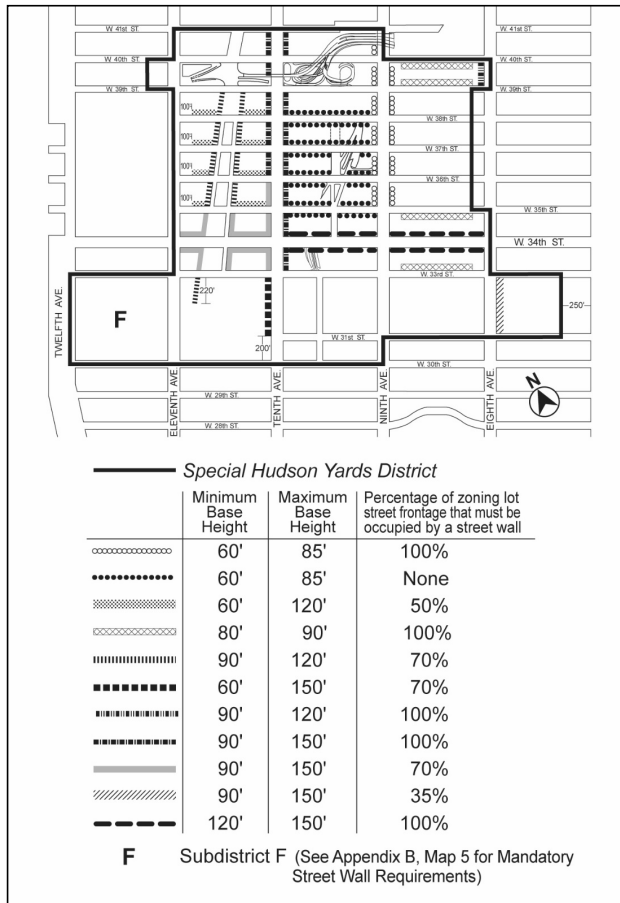 W. 41st ST.
W. 41st ST.
W. 40th ST.
W. 40th ST.
W. 39th ST.
W. 39th ST.
100%
W. 38th ST.
100%
W. 37th ST.
100%
W. 36th ST.
100%
W. 35th ST.
W. 34th ST.
W. 33rd ST.
220'
TWELFTH AVE.
F
250'
200'
W. 31st ST.
W. 30th ST.
ELEVENTH AVE.
TENTH AVE.
NINTH AVE.
EIGHTH AVE.
N
W. 29th ST.
W. 28th ST.
Special Hudson Yards District
Minimum Base Height
Maximum Base Height
Percentage of zoning lot street frontage that must be occupied by a street wall
60' 85' 100%
60' 85' None
60' 120' 50%
80' 90' 100%
90' 120' 70%
60' 150' 70%
90' 120' 100%
90' 150' 100%
90' 150' 70%
90' 150' 35%
120' 150' 100%
F Subdistrict F (See Appendix B, Map 5 for Mandatory
Street Wall Requirements)